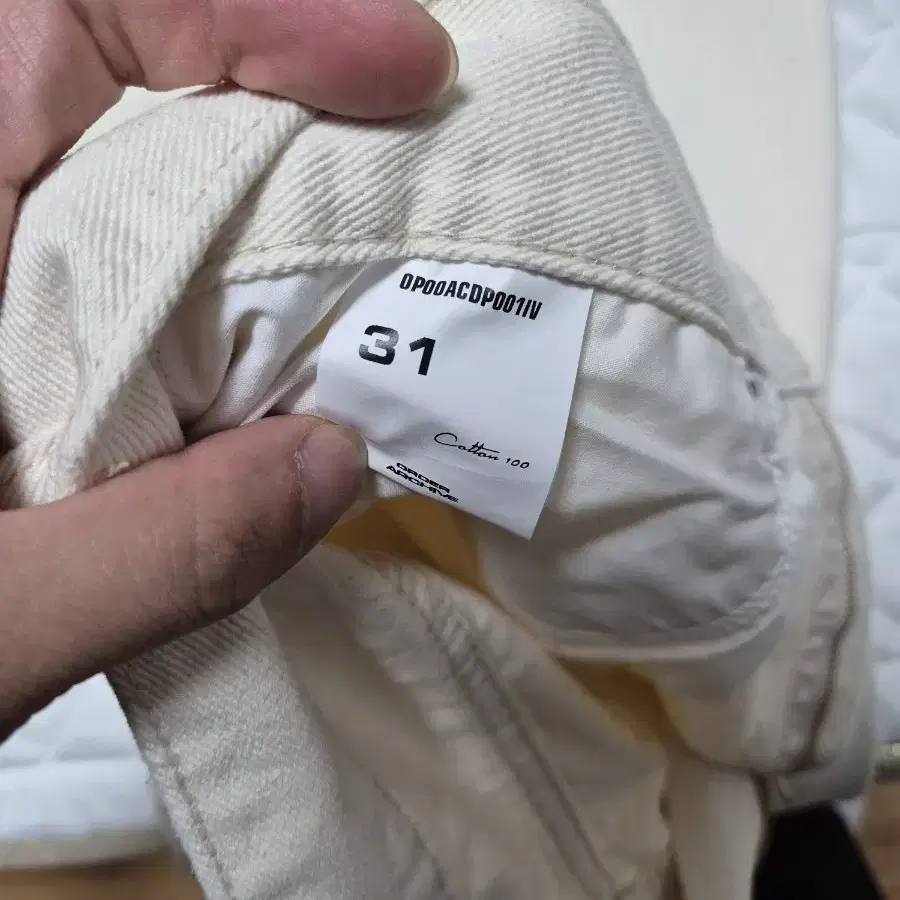 OP00ACDP001IV
31
Cotton 100
ORDER
ARCHIVE